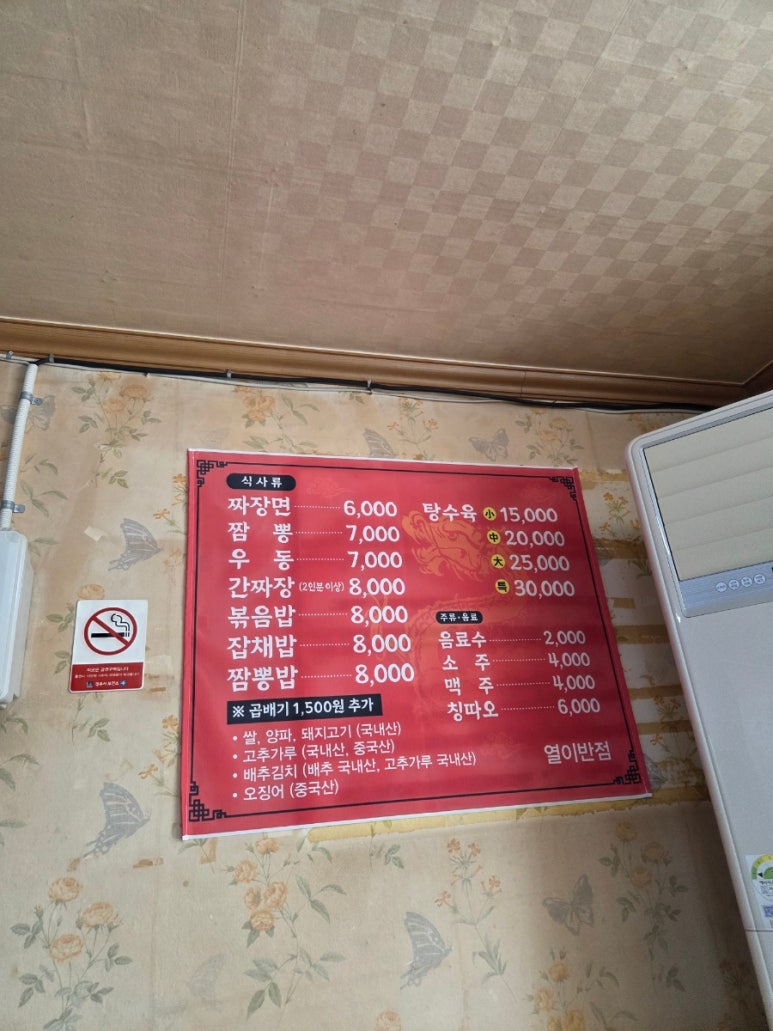 식사류
짜장면 6,000
짬 뽕 7,000
우 동 7,000
간짜장 (2인분이상) 8,000
볶음밥 8,000
잡채밥 8,000
짬뽕밥 8,000
※ 곱배기 1,500원 추가
• 쌀, 양파, 돼지고기 (국내산)
• 고추가루 (국내산, 중국산)
• 배추김치 (배추 국내산, 고추가루 국내산)
• 오징어 (중국산)
탕수육 小 15,000
中 20,000
大 25,000
특 30,000
주류·음료
음료수 2,000
소 주 4,000
맥 주 4,000
칭따오 6,000
열이반점